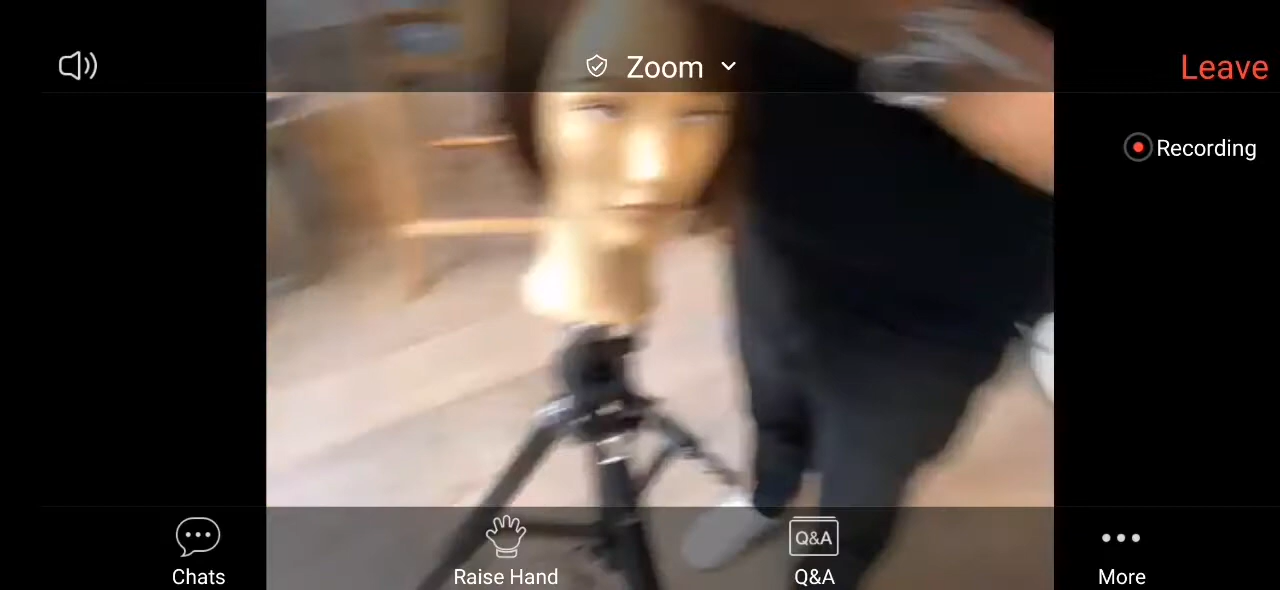 Zoom
Leave
Recording
Chats
Raise Hand
Q&A
Q&A
More